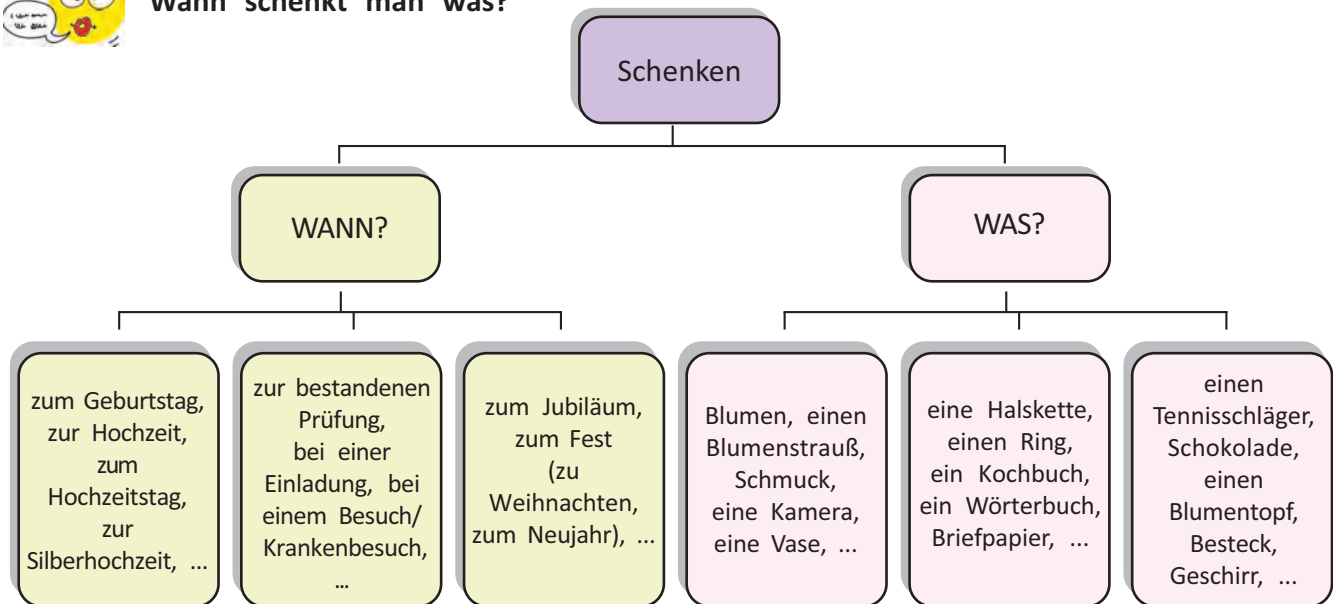 Wann schenkt man was?
Schenken
WANN?
WAS?
zum Geburtstag,
zur Hochzeit,
zum
Hochzeitstag,
zur
Silberhochzeit, ...
zur bestandenen
Prüfung,
bei einer
Einladung, bei
einem Besuch/
Krankenbesuch,
...
zum Jubiläum,
zum Fest
(zu
Weihnachten,
zum Neujahr), ...
Blumen, einen
Blumenstrauß,
Schmuck,
eine Kamera,
eine Vase, ...
eine Halskette,
einen Ring,
ein Kochbuch,
ein Wörterbuch,
Briefpapier, ...
einen
Tennisschläger,
Schokolade,
einen
Blumentopf,
Besteck,
Geschirr, ...